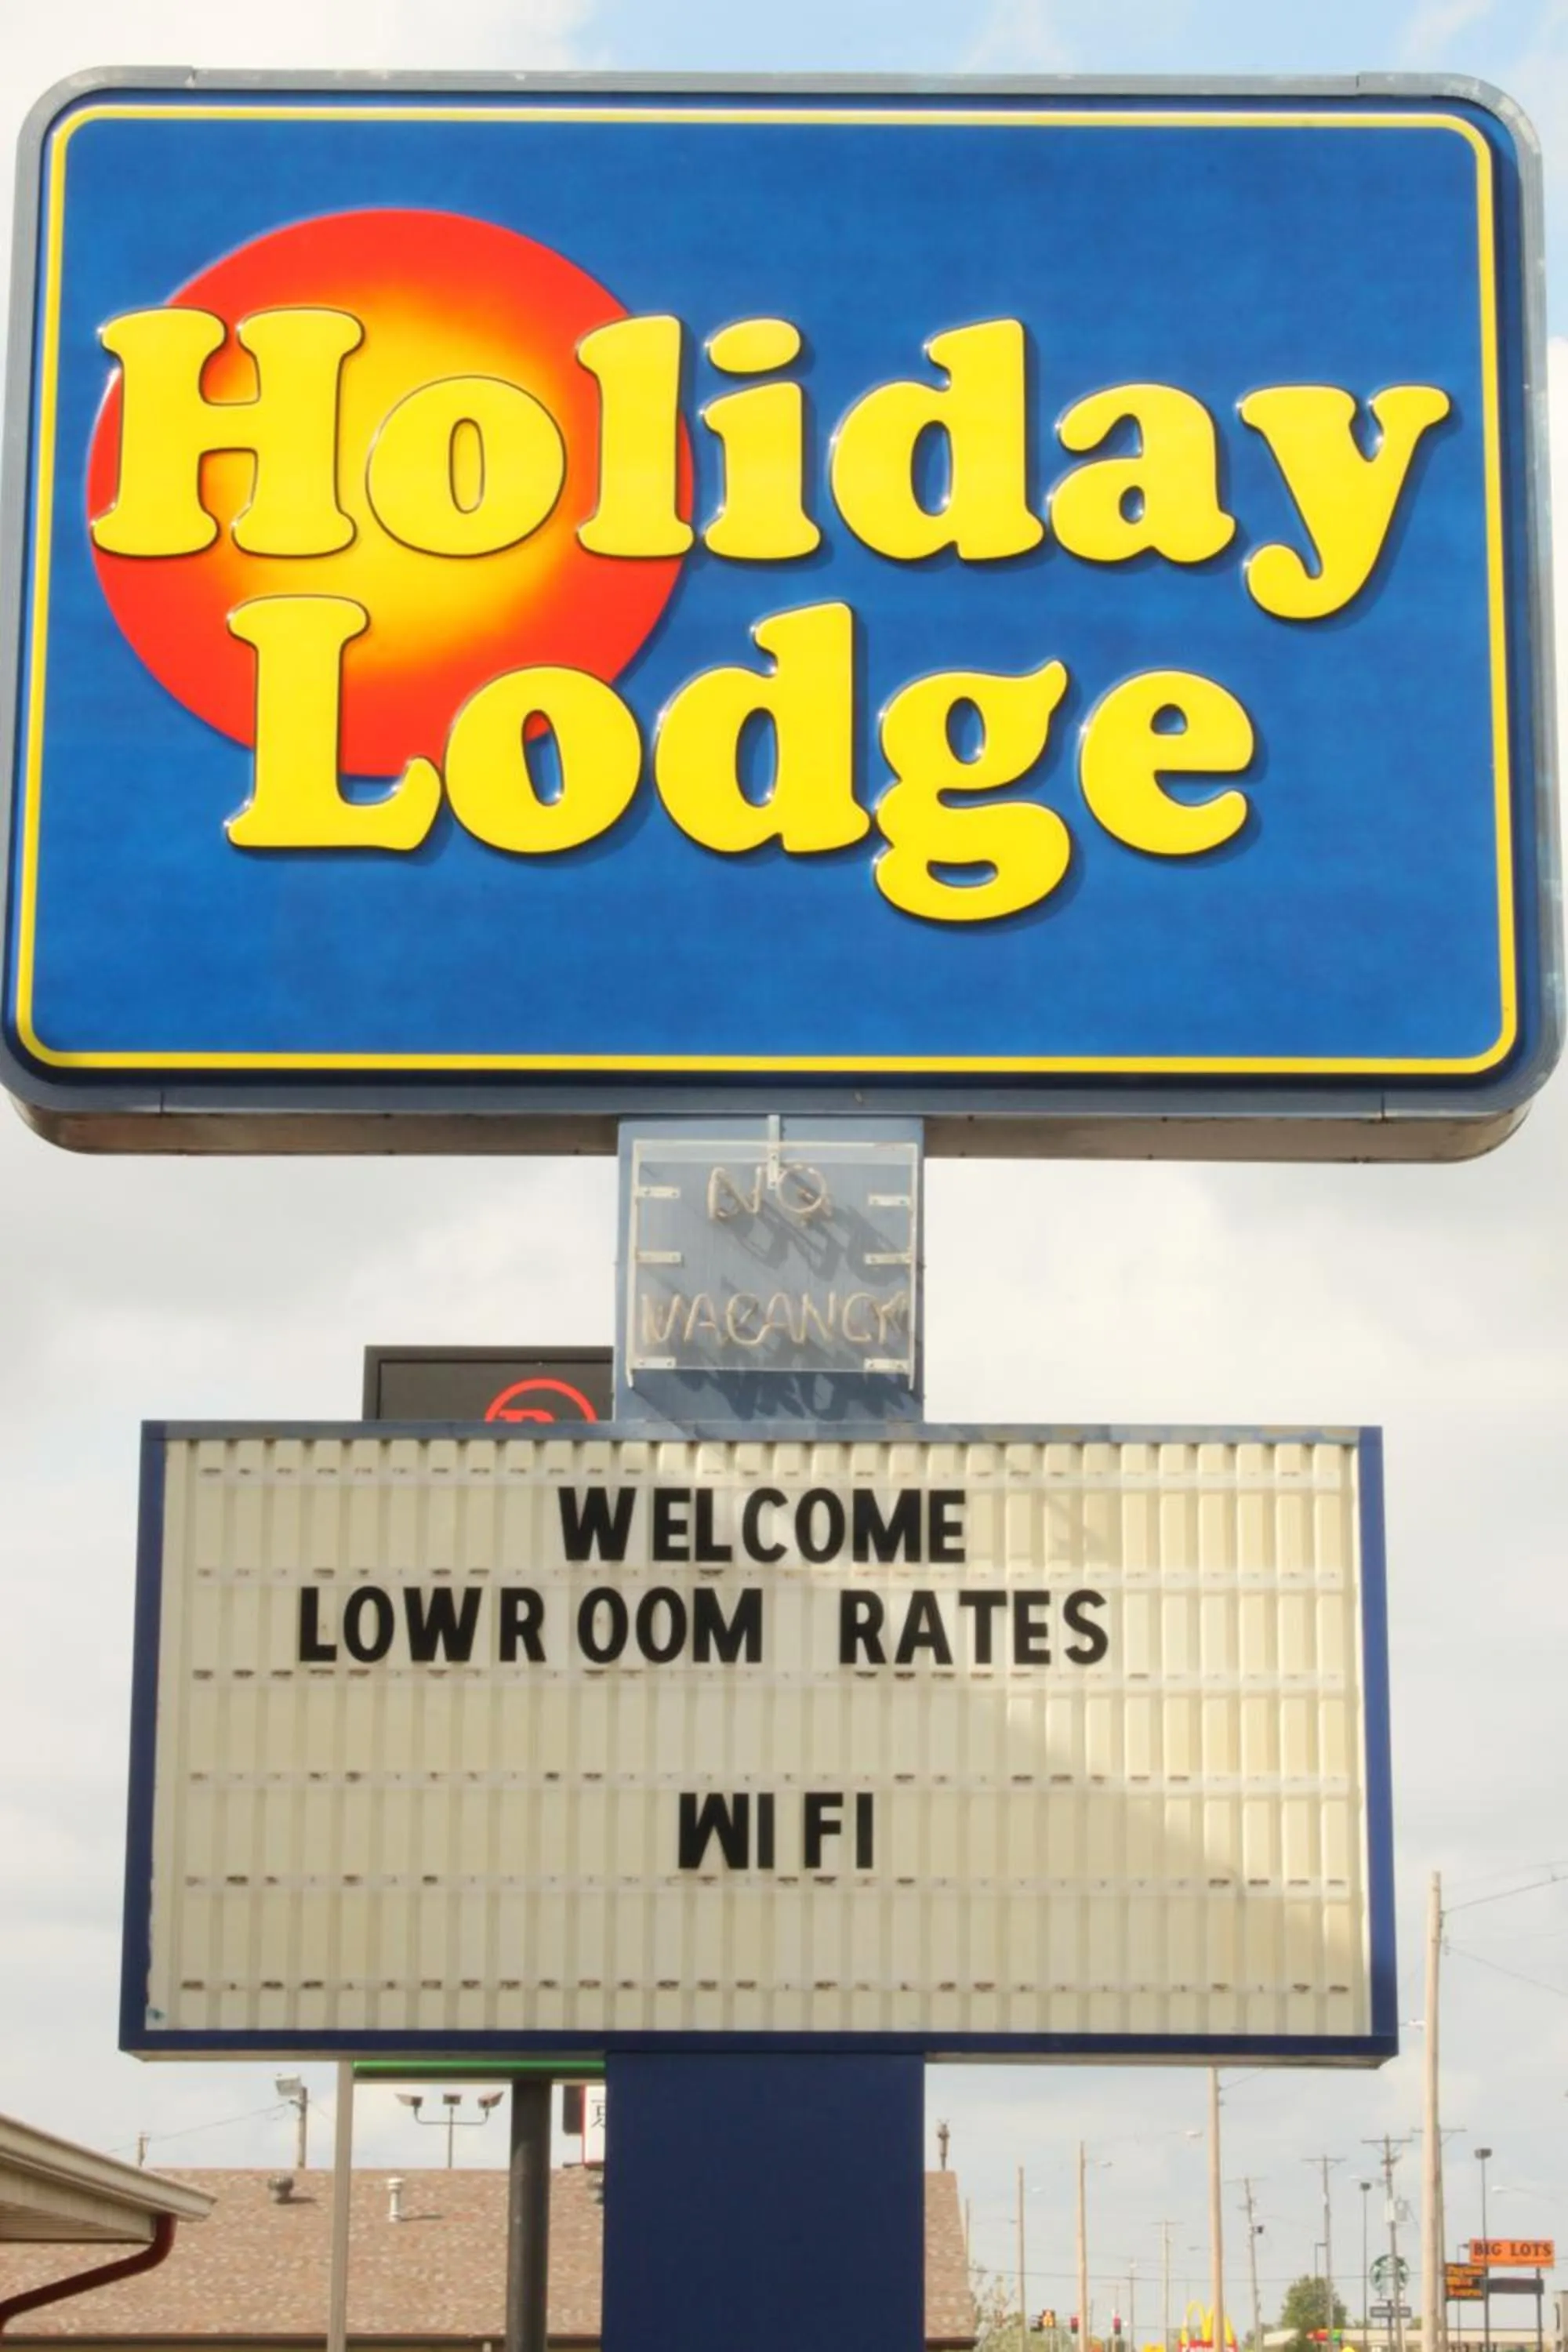 Holiday
Lodge
NO
VACANCY
WELCOME
LOWR OOM RATES
WI FI
BIG LOTS